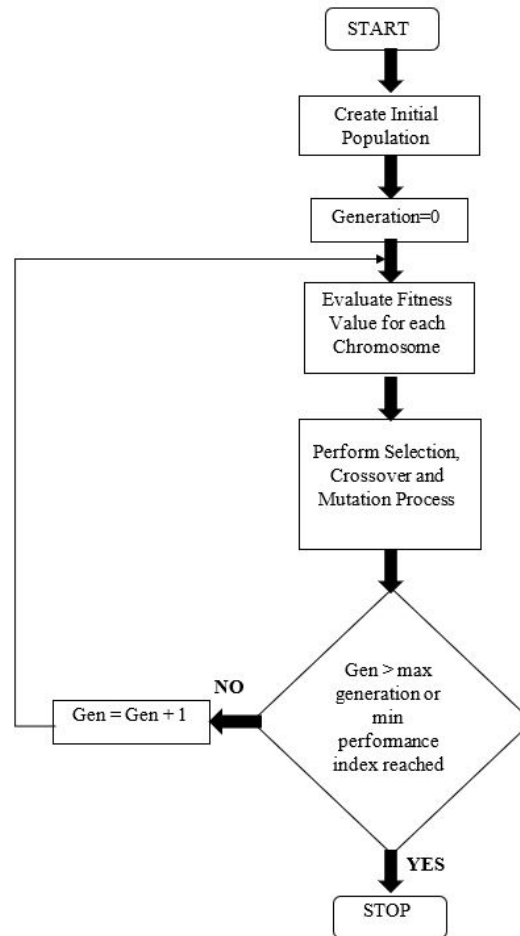 START
Create Initial
Population
Generation=0
Evaluate Fitness
Value for each
Chromosome
Perform Selection,
Crossover and
Mutation Process
Gen > max
generation or
min
performance
index reached
NO
Gen = Gen + 1
YES
STOP